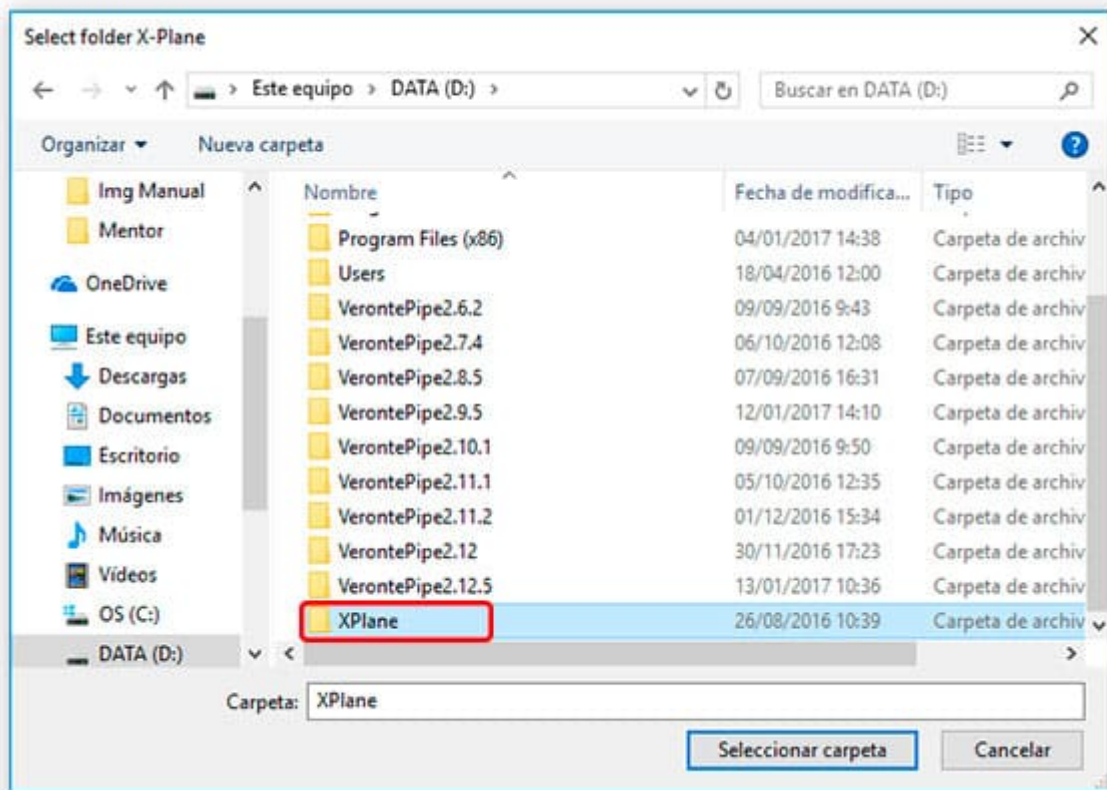 Select folder X-Plane
Este equipo > DATA (D:) >
Buscar en DATA (D:)
Organizar
Nueva carpeta
?
Img Manual
Mentor
OneDrive
Este equipo
Descargas
Documentos
Escritorio
Imágenes
Música
Vídeos
OS (C:)
DATA (D:)
Nombre Fecha de modifica... Tipo
Program Files (x86) 04/01/2017 14:38 Carpeta de archiv
Users 18/04/2016 12:00 Carpeta de archiv
VerontePipe2.6.2 09/09/2016 9:43 Carpeta de archiv
VerontePipe2.7.4 06/10/2016 12:08 Carpeta de archiv
VerontePipe2.8.5 07/09/2016 16:31 Carpeta de archiv
VerontePipe2.9.5 12/01/2017 14:10 Carpeta de archiv
VerontePipe2.10.1 09/09/2016 9:50 Carpeta de archiv
VerontePipe2.11.1 05/10/2016 12:35 Carpeta de archiv
VerontePipe2.11.2 01/12/2016 15:34 Carpeta de archiv
VerontePipe2.12 30/11/2016 17:23 Carpeta de archiv
VerontePipe2.12.5 13/01/2017 10:36 Carpeta de archiv
XPlane 26/08/2016 10:39 Carpeta de archiv
Carpeta: XPlane
Seleccionar carpeta
Cancelar